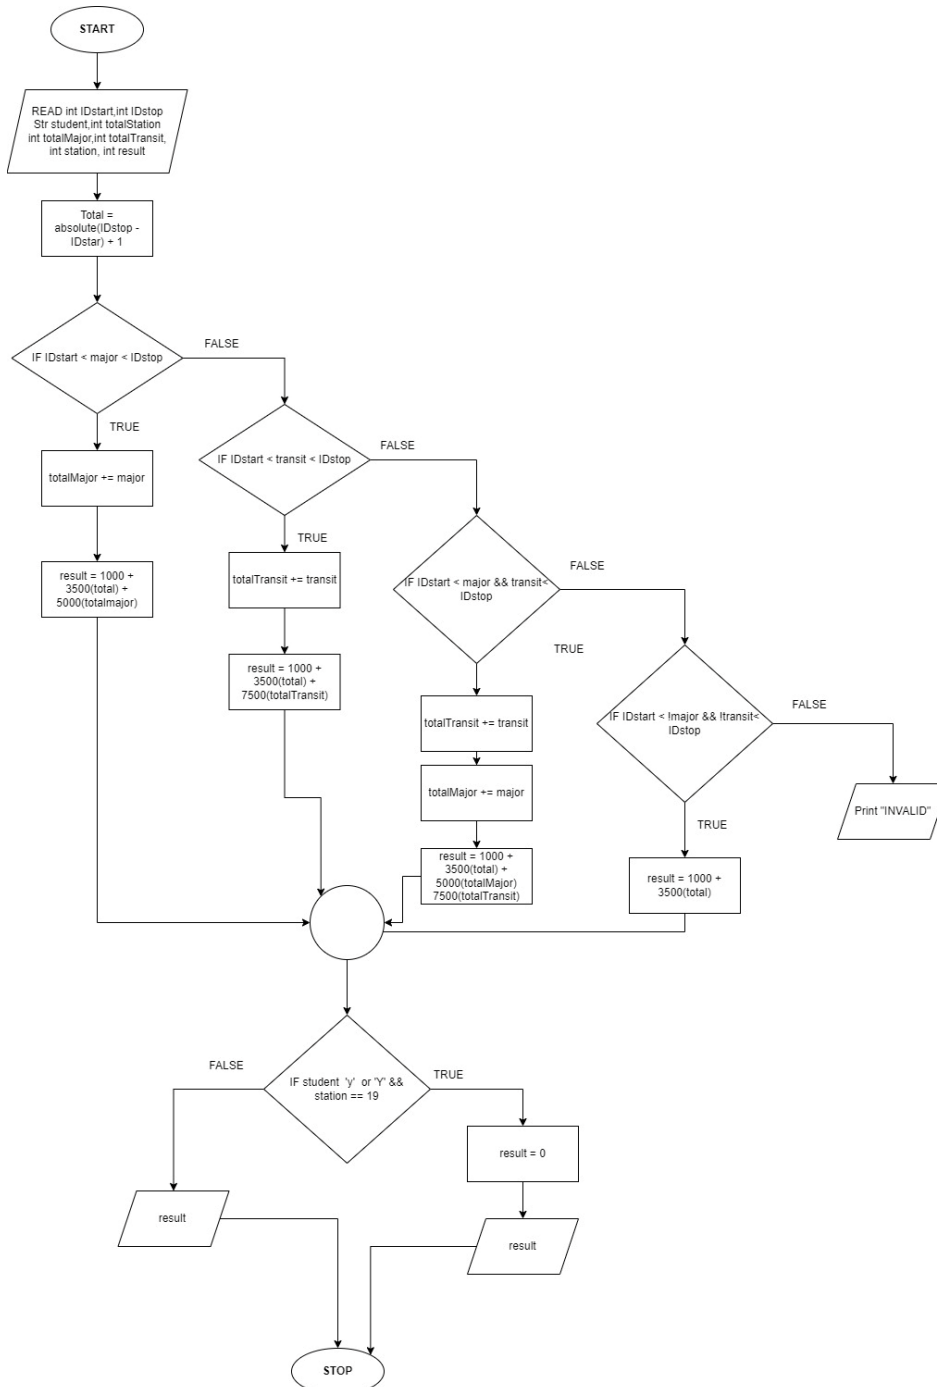 START
READ int IDstart,int IDstop
Str student,int totalStation
int totalMajor,int totalTransit,
int station, int result
Total =
absolute(IDstop -
IDstar) + 1
IF IDstart < major < IDstop
FALSE
TRUE
totalMajor += major
result = 1000 +
3500(total) +
5000(totalmajor)
IF IDstart < transit < IDstop
FALSE
TRUE
totalTransit += transit
result = 1000 +
3500(total) +
7500(totalTransit)
IF IDstart < major && transit<
IDstop
FALSE
TRUE
totalTransit += transit
totalMajor += major
result = 1000 +
3500(total) +
5000(totalMajor)
7500(totalTransit)
IF IDstart < !major && !transit<
IDstop
FALSE
Print "INVALID"
TRUE
result = 1000 +
3500(total)
IF student  'y'  or 'Y' &&
station == 19
FALSE
TRUE
result = 0
result
result
STOP